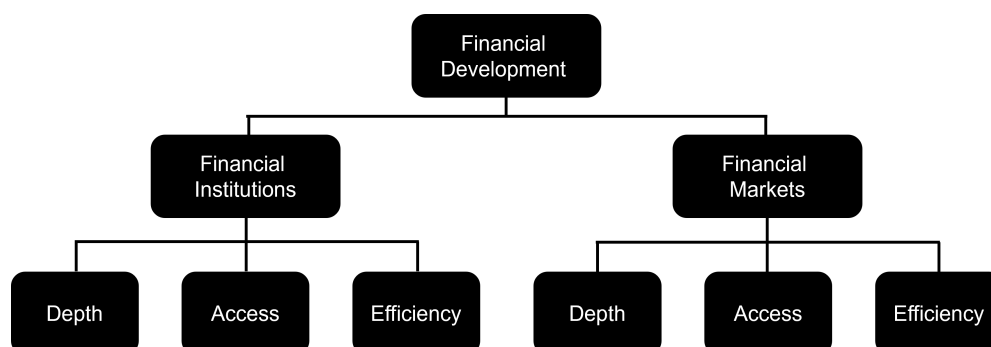 Financial
Development
Financial
Institutions
Financial
Markets
Depth
Access
Efficiency
Depth
Access
Efficiency